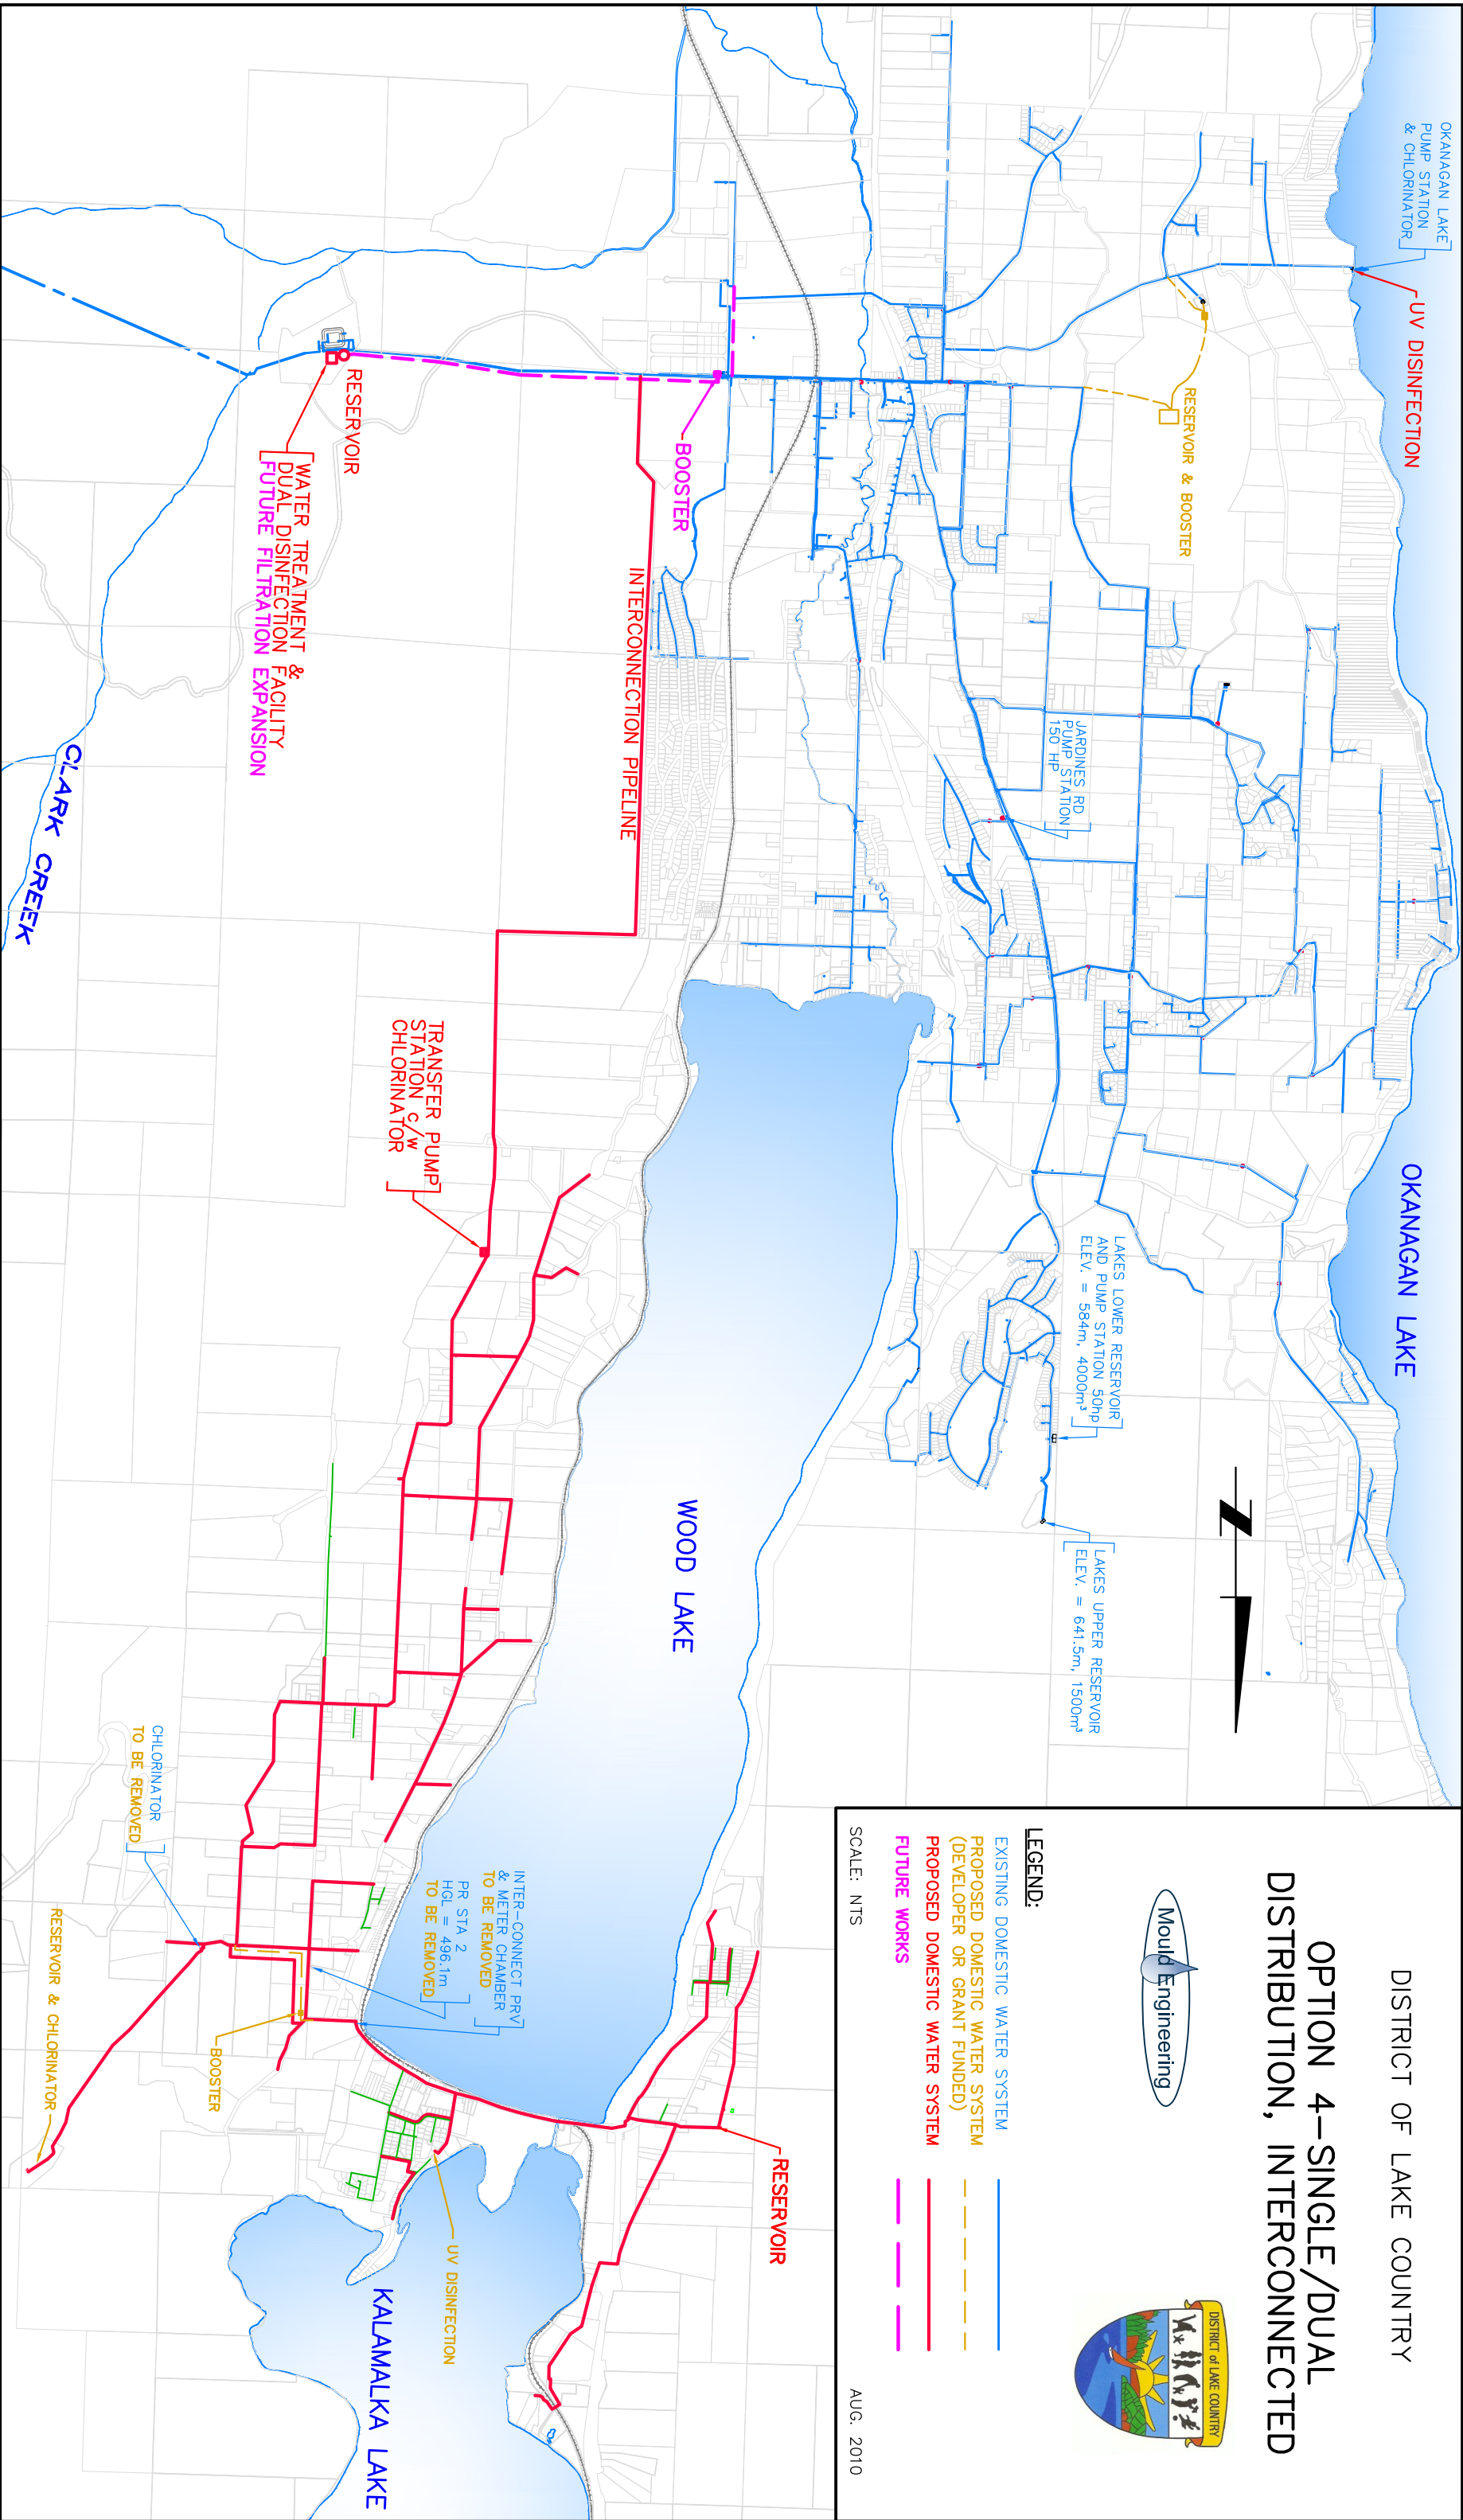 DISTRICT OF LAKE COUNTRY
OPTION 4–SINGLE/DUAL
DISTRIBUTION, INTERCONNECTED
Mould Engineering
DISTRICT of LAKE COUNTRY
LEGEND:
EXISTING DOMESTIC WATER SYSTEM
PROPOSED DOMESTIC WATER SYSTEM
(DEVELOPER OR GRANT FUNDED)
PROPOSED DOMESTIC WATER SYSTEM
FUTURE WORKS
SCALE: NTS
AUG. 2010
OKANAGAN LAKE
PUMP STATION
& CHLORINATOR
UV DISINFECTION
OKANAGAN LAKE
RESERVOIR & BOOSTER
JARDINES RD
PUMP STATION
150 HP
LAKES LOWER RESERVOIR
AND PUMP STATION 50hp
ELEV. = 584m, 4000m³
LAKES UPPER RESERVOIR
ELEV. = 641.5m, 1500m³
N
BOOSTER
INTERCONNECTION PIPELINE
RESERVOIR
WATER TREATMENT &
DUAL DISINFECTION FACILITY
FUTURE FILTRATION EXPANSION
CLARK CREEK
TRANSFER PUMP
STATION c/w
CHLORINATOR
WOOD LAKE
RESERVOIR
INTER-CONNECT PRV
& METER CHAMBER
TO BE REMOVED
PR STA 2
HGL = 496.1m
TO BE REMOVED
UV DISINFECTION
KALAMALKA LAKE
CHLORINATOR
TO BE REMOVED
BOOSTER
RESERVOIR & CHLORINATOR